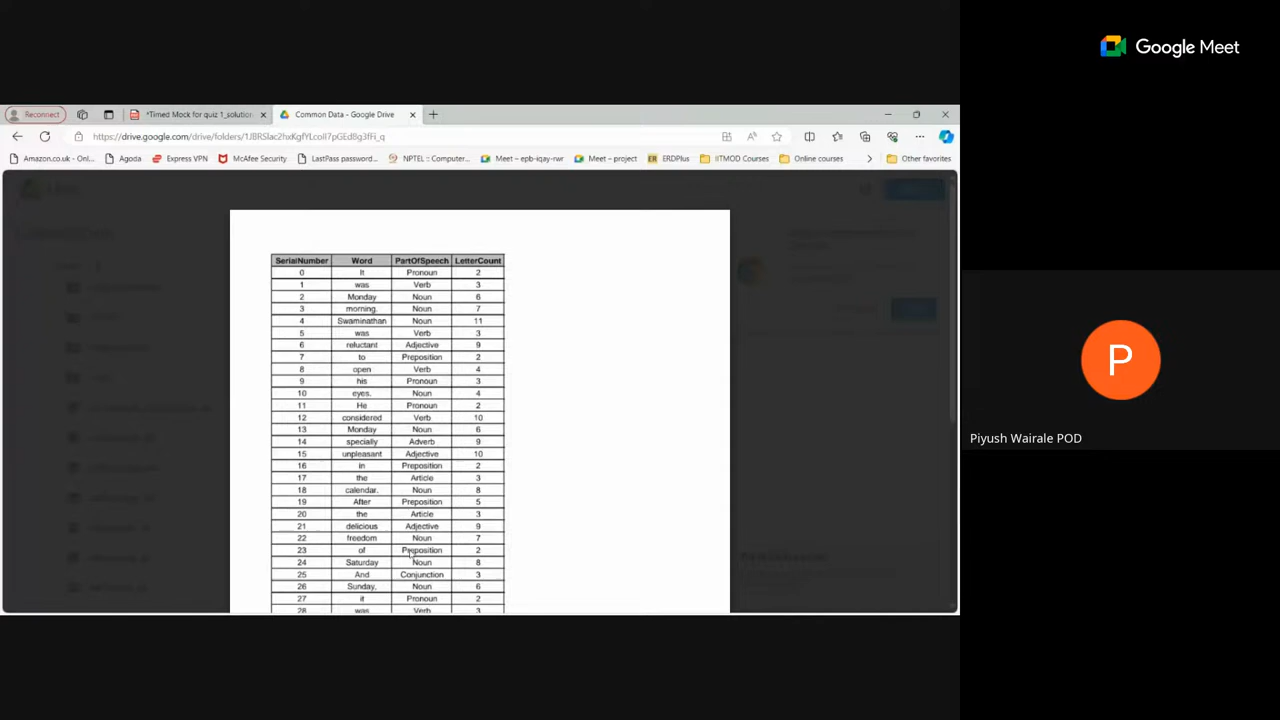 Google Meet
Reconnect
*Timed Mock for quiz 1_solution
Common Data - Google Drive
Amazon.co.uk - Onl...
Agoda
Express VPN
McAfee Security
LastPass password...
NPTEL :: Computer...
Meet – epb-iqay-rwr
Meet – project
ERDPlus
IITMOD Courses
Online courses
Other favorites
SerialNumber Word PartOfSpeech LetterCount
0 It Pronoun 2
1 was Verb 3
2 Monday Noun 6
3 morning. Noun 7
4 Swaminathan Noun 11
5 was Verb 3
6 reluctant Adjective 9
7 to Preposition 2
8 open Verb 4
9 his Pronoun 3
10 eyes. Noun 4
11 He Pronoun 2
12 considered Verb 10
13 Monday Noun 6
14 specially Adverb 9
15 unpleasant Adjective 10
16 in Preposition 2
17 the Article 3
18 calendar. Noun 8
19 After Preposition 5
20 the Article 3
21 delicious Adjective 9
22 freedom Noun 7
23 of Preposition 2
24 Saturday Noun 8
25 And Conjunction 3
26 Sunday, Noun 6
27 it Pronoun 2
28 was Verb 3
P
Piyush Wairale POD